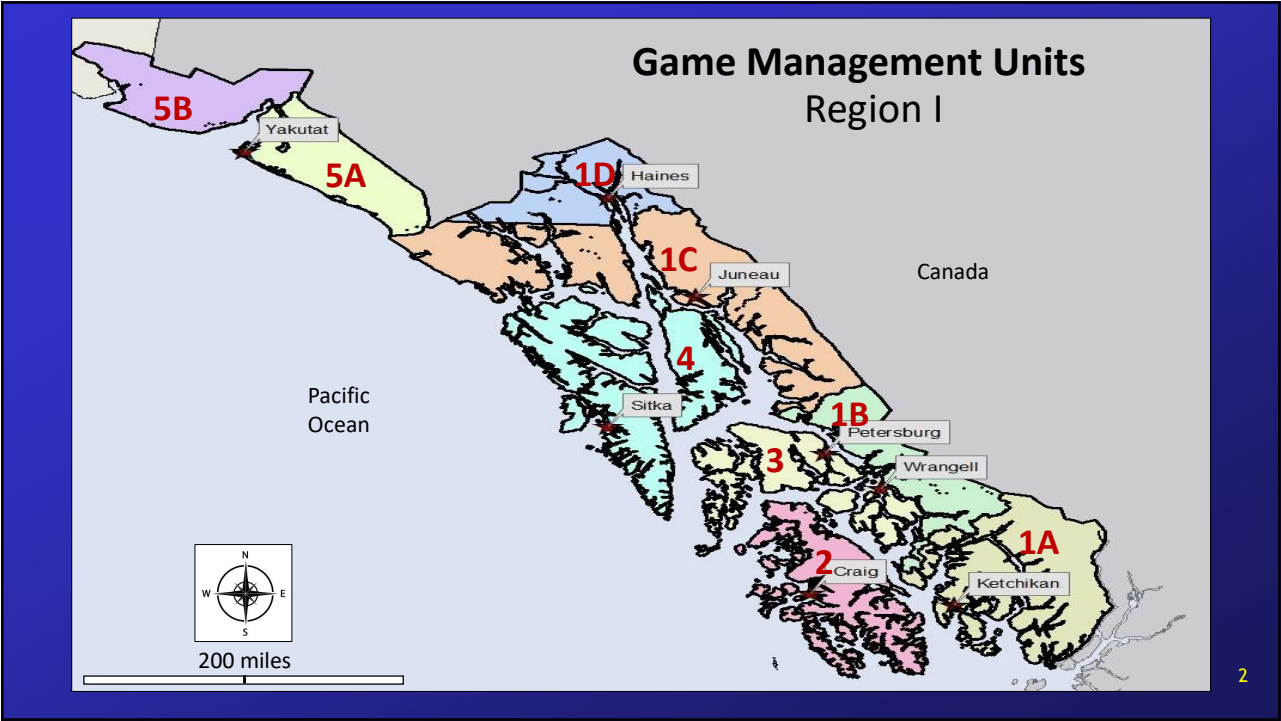 Game Management Units
Region I
5B
Yakutat
5A
1D
Haines
1C
Juneau
Canada
4
Pacific
Ocean
Sitka
1B
Petersburg
3
Wrangell
1A
2
Craig
Ketchikan
N
W
E
S
200 miles
2